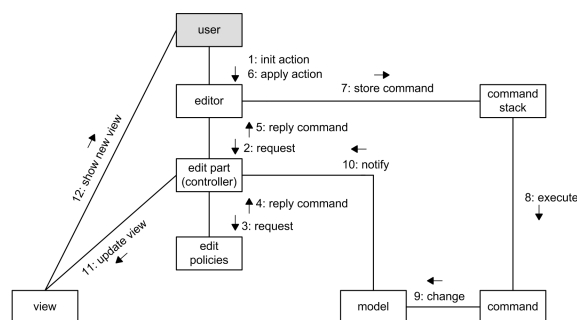 user
1: init action
6: apply action
7: store command
editor
command
stack
5: reply command
2: request
10: notify
edit part
(controller)
12: show new view
8: execute
4: reply command
3: request
11: update view
edit
policies
9: change
view
model
command